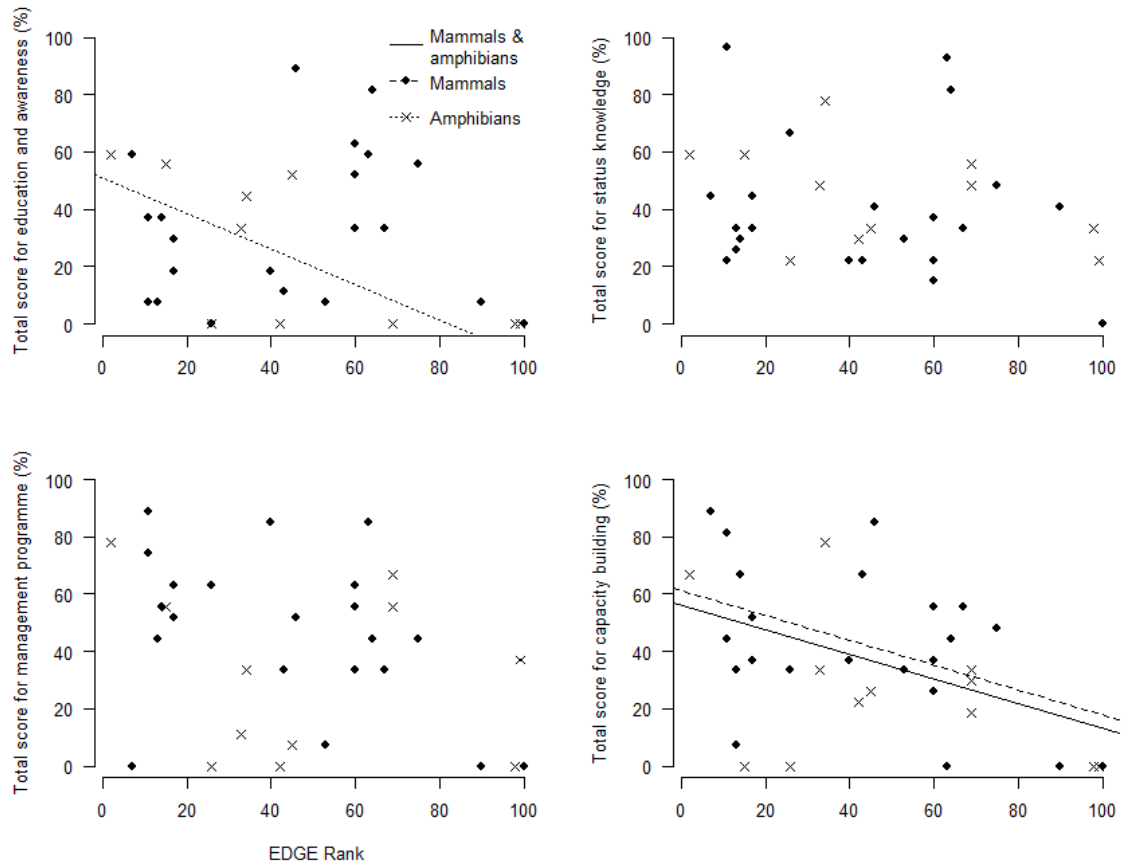 Total score for education and awareness (%)
100
80
60
40
20
0
0 20 40 60 80 100
Mammals &
amphibians
Mammals
Amphibians
Total score for status knowledge (%)
100
80
60
40
20
0
0 20 40 60 80 100
Total score for management programme (%)
100
80
60
40
20
0
0 20 40 60 80 100
EDGE Rank
Total score for capacity building (%)
100
80
60
40
20
0
0 20 40 60 80 100